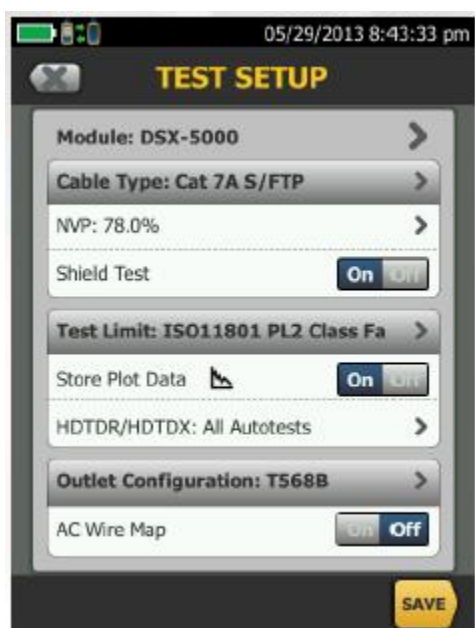 05/29/2013 8:43:33 pm
TEST SETUP
Module: DSX-5000
Cable Type: Cat 7A S/FTP
NVP: 78.0%
Shield Test On Off
Test Limit: ISO11801 PL2 Class Fa
Store Plot Data On Off
HDTDR/HDTDX: All Autotests
Outlet Configuration: T568B
AC Wire Map On Off
SAVE